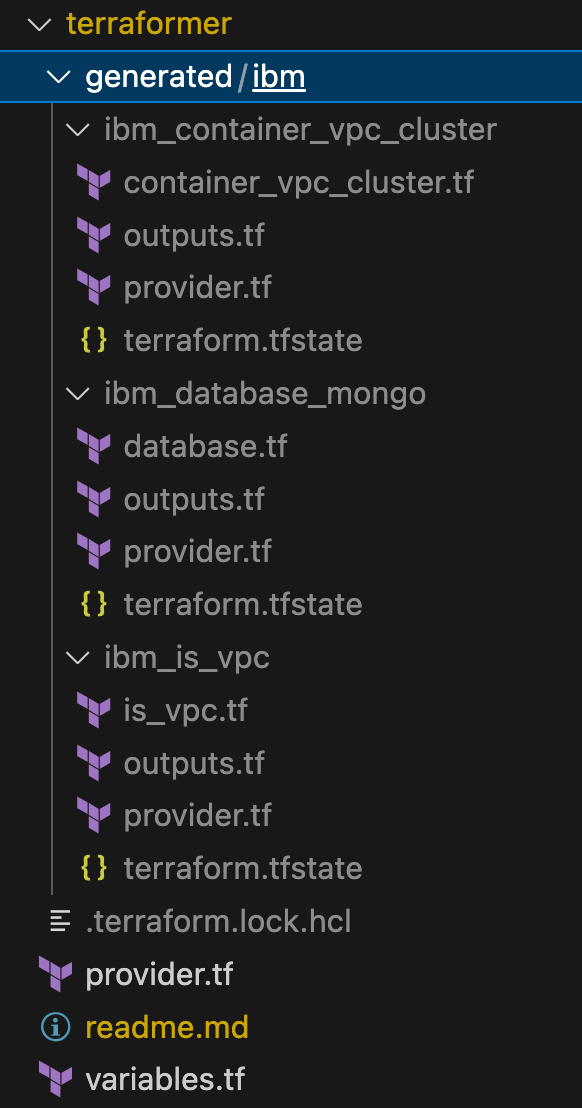 terraformer
generated/ibm
ibm_container_vpc_cluster
container_vpc_cluster.tf
outputs.tf
provider.tf
{} terraform.tfstate
ibm_database_mongo
database.tf
outputs.tf
provider.tf
{} terraform.tfstate
ibm_is_vpc
is_vpc.tf
outputs.tf
provider.tf
{} terraform.tfstate
.terraform.lock.hcl
provider.tf
readme.md
variables.tf